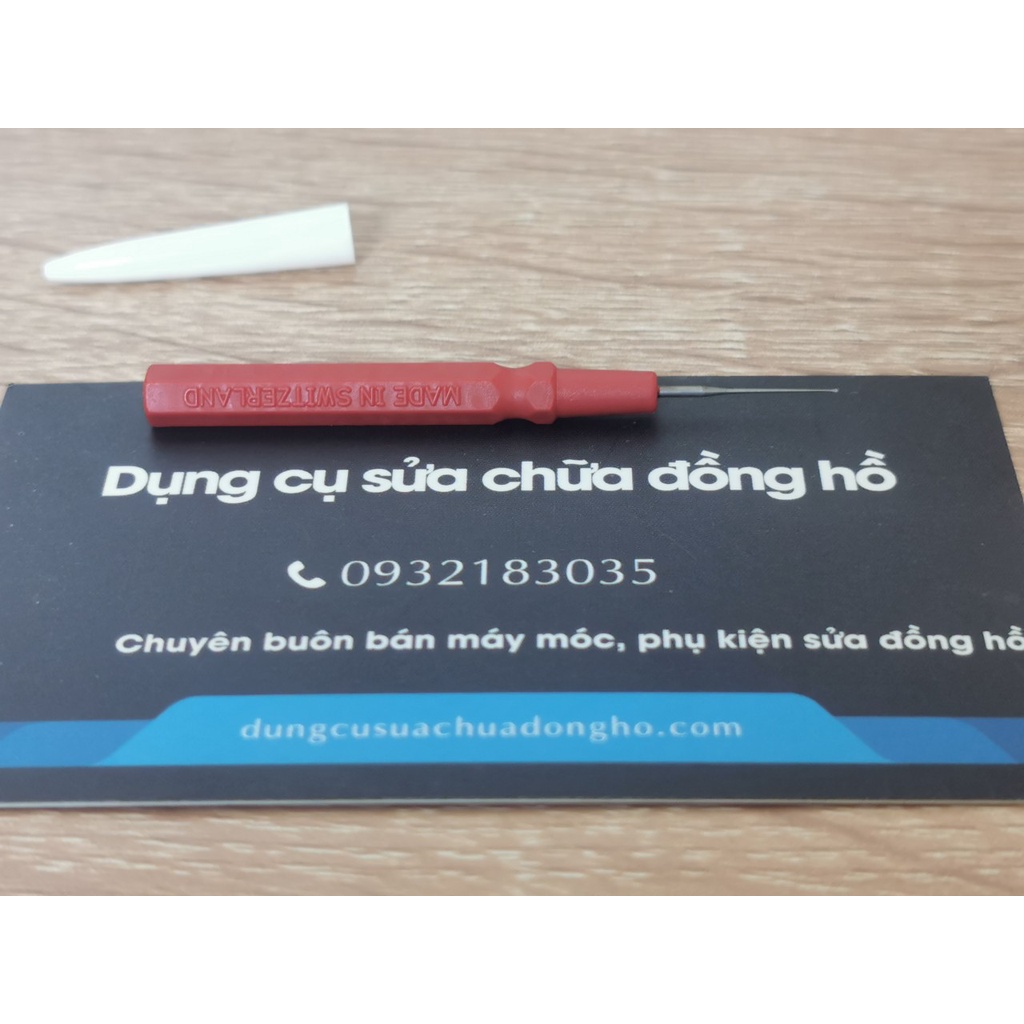 MADE IN SWITZERLAND
Dụng cụ sửa chữa đồng hồ
0932183035
Chuyên buôn bán máy móc, phụ kiện sửa đồng hồ
dungcusuachuadongho.com